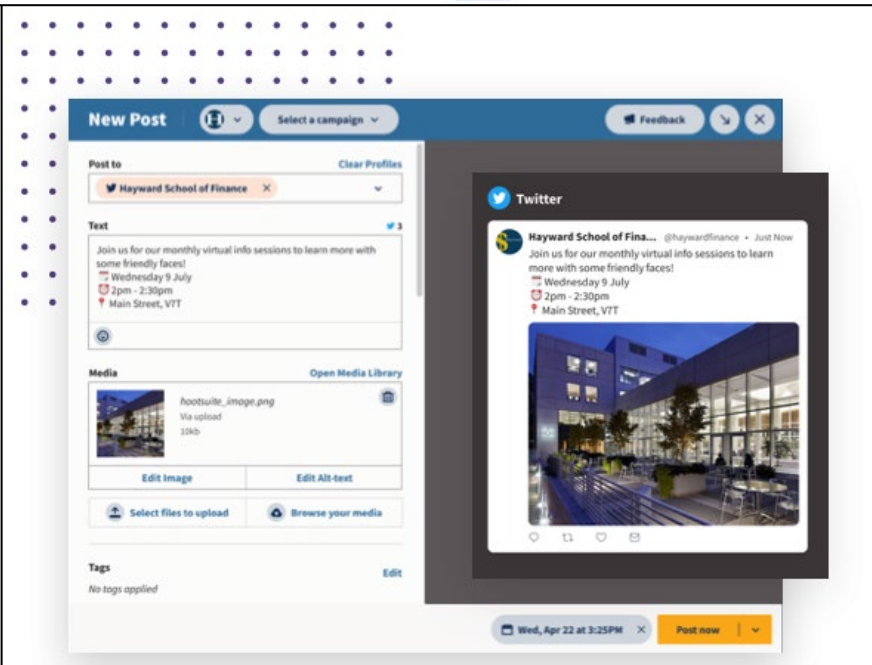 New Post
Select a campaign
Feedback
Post to
Clear Profiles
Hayward School of Finance
Text
3
Join us for our monthly virtual info sessions to learn more with
some friendly faces!
🗓 Wednesday 9 July
⏰ 2pm - 2:30pm
📍 Main Street, V7T
Media
Open Media Library
hootsuite_image.png
Via upload
10kb
Edit Image
Edit Alt-text
Select files to upload
Browse your media
Tags
Edit
No tags applied
Twitter
Hayward School of Fina... @haywardfinance • Just Now
Join us for our monthly virtual info sessions to learn
more with some friendly faces!
🗓 Wednesday 9 July
⏰ 2pm - 2:30pm
📍 Main Street, V7T
Wed, Apr 22 at 3:25PM
Post now